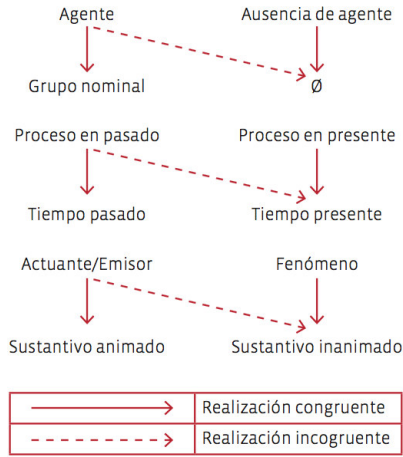 Agente Ausencia de agente
Grupo nominal Ø
Proceso en pasado Proceso en presente
Tiempo pasado Tiempo presente
Actuante/Emisor Fenómeno
Sustantivo animado Sustantivo inanimado
Realización congruente
Realización incogruente